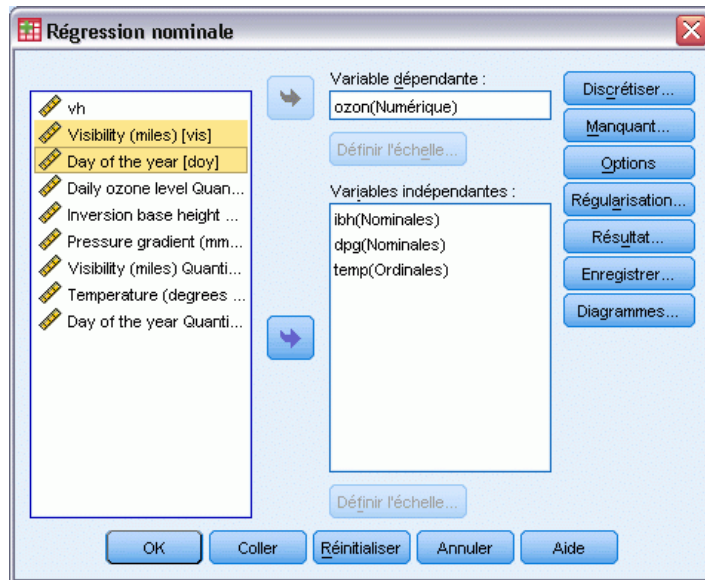 Régression nominale
vh
Visibility (miles) [vis]
Day of the year [doy]
Daily ozone level Quan...
Inversion base height ...
Pressure gradient (mm...
Visibility (miles) Quanti...
Temperature (degrees ...
Day of the year Quanti...
Variable dépendante :
ozon(Numérique)
Définir l'échelle...
Variables indépendantes :
ibh(Nominales)
dpg(Nominales)
temp(Ordinales)
Définir l'échelle...
Discrétiser...
Manquant...
Options
Régularisation...
Résultat...
Enregistrer...
Diagrammes...
OK
Coller
Réinitialiser
Annuler
Aide